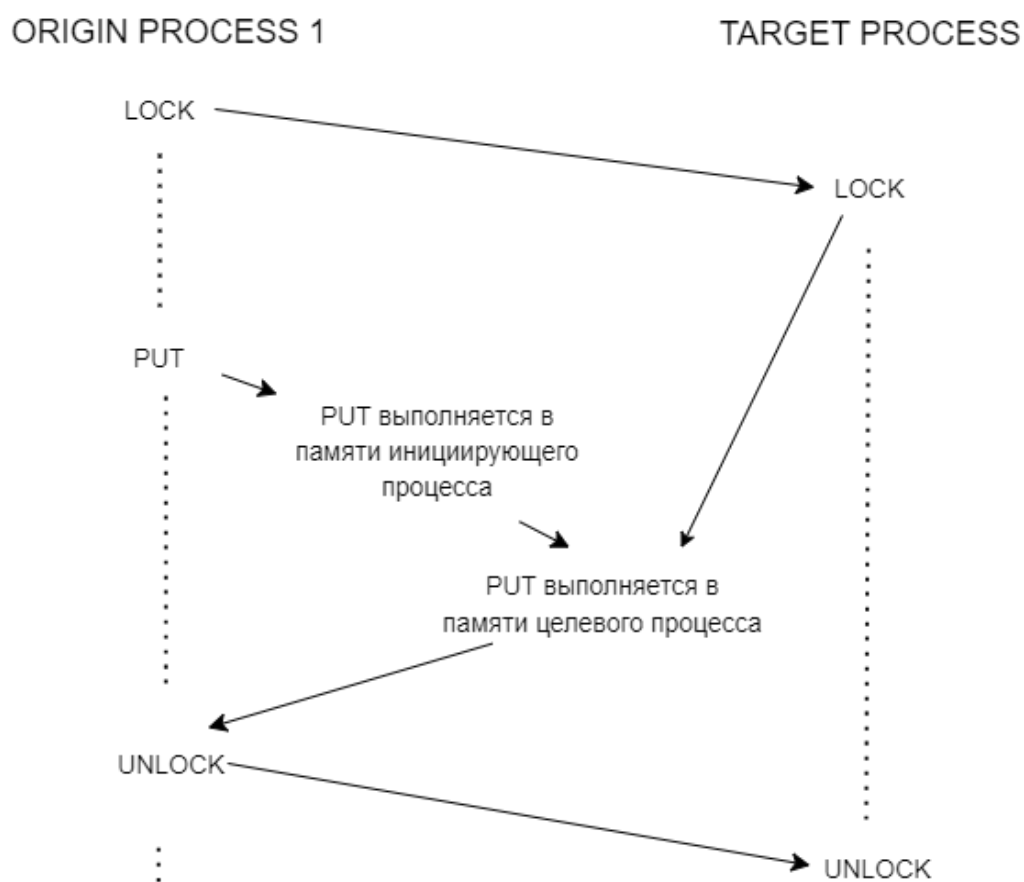 ORIGIN PROCESS 1
TARGET PROCESS
LOCK
LOCK
PUT
PUT выполняется в
памяти инициирующего
процесса
PUT выполняется в
памяти целевого процесса
UNLOCK
UNLOCK